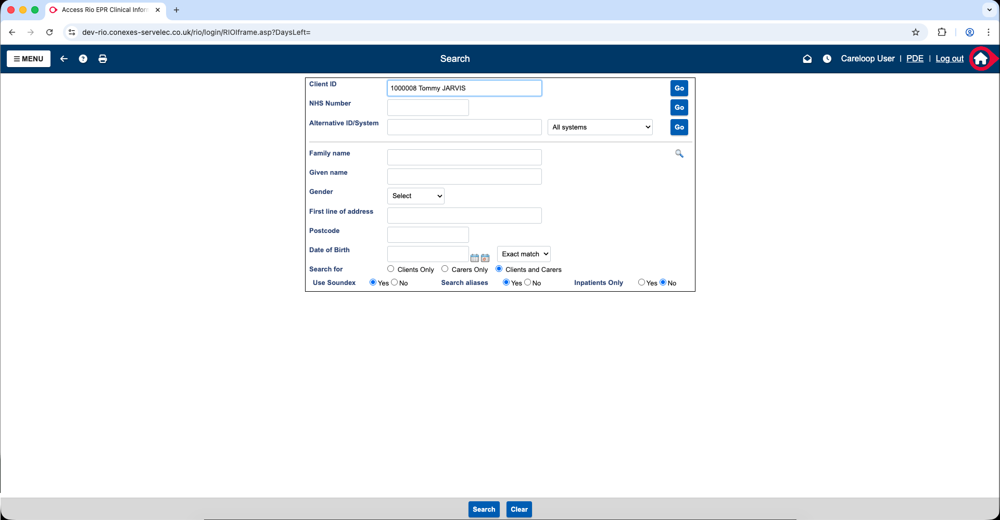 Access Rio EPR Clinical Infor
dev-rio.conexes-servelec.co.uk/rio/login/RIOIframe.asp?DaysLeft=
MENU
Search
Careloop User | PDE | Log out
Client ID 1000008 Tommy JARVIS Go
NHS Number Go
Alternative ID/System All systems Go
Family name
Given name
Gender Select
First line of address
Postcode
Date of Birth Exact match
Search for Clients Only Carers Only Clients and Carers
Use Soundex Yes No Search aliases Yes No Inpatients Only Yes No
Search Clear